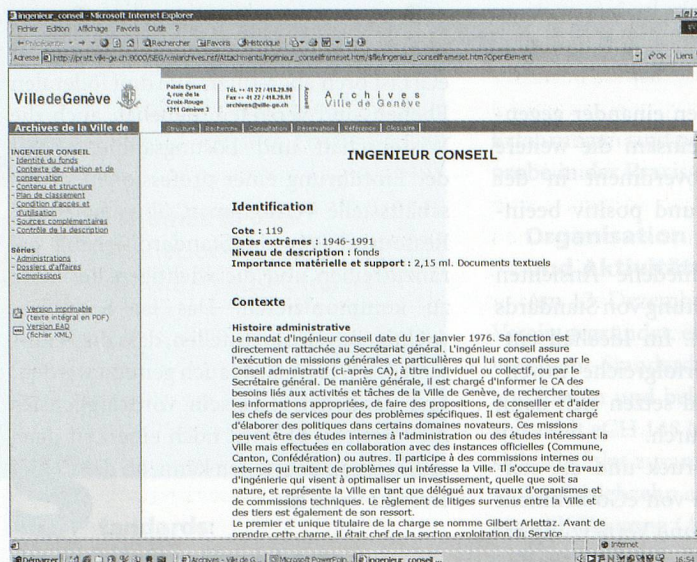 ingenieur_conseil - Microsoft Internet Explorer
Fichier Edition Affichage Favoris Outils ?
Précédente Rechercher Favoris Historique
Adresse http://pratt.ville-ge.ch:8000/SEG/xmlarchives.nsf/Attachments/ingenieur_conseilframeset.htm/$file/ingenieur_conseilframeset.htm?OpenElement OK Liens
VilledeGenève
Palais Eynard
4, rue de la
Croix-Rouge
1211 Genève 3
Tél. ++ 41 22 / 418.29.90
Fax ++ 41 22 / 418.29.01
archives@ville-ge.ch
Accueil
Archives
Ville de Genève
Archives de la Ville de
Structure Recherche Consultation Réservation Référence Glossaire
INGENIEUR CONSEIL
- Identité du fonds
- Contexte de création et de
conservation
- Contenu et structure
- Plan de classement
- Condition d'accès et
d'utilisation
- Sources complémentaires
- Contrôle de la description
Séries
- Administrations
- Dossiers d'affaires
- Commissions
Version imprimable
(texte intégral en PDF)
Version EAD
(fichier XML)
INGENIEUR CONSEIL
Identification
Cote : 119
Dates extrêmes : 1946-1991
Niveau de description : fonds
Importance matérielle et support : 2,15 ml. Documents textuels
Contexte
Histoire administrative
Le mandat d'ingénieur conseil date du 1er janvier 1976. Sa fonction est
directement rattachée au Secrétariat général. L'ingénieur conseil assure
l'exécution de missions générales et particulières qui lui sont confiées par le
Conseil administratif (ci-après CA), à titre individuel ou collectif, ou par le
Secrétaire général. De manière générale, il est chargé d'informer le CA des
besoins liés aux activités et tâches de la Ville de Genève, de rechercher toutes
les informations appropriées, de faire des propositions, de conseiller et d'aider
les chefs de services pour des problèmes spécifiques. Il est également chargé
d'élaborer des politiques dans certains domaines novateurs. Ces missions
peuvent être des études internes à l'administration ou des études intéressant la
Ville mais effectuées en collaboration avec des instances officielles (Commune,
Canton, Confédération) ou autres. Il participe à des commissions internes ou
externes qui traitent de problèmes qui intéresse la Ville. Il s'occupe de travaux
d'ingénierie qui visent à optimaliser un investissement, quelle que soit sa
nature, et représente la Ville en tant que délégué aux travaux d'organismes et
de commissions techniques. Le règlement de litiges survenus entre la Ville et
des tiers est également de son ressort.
Le premier et unique titulaire de la charge se nomme Gilbert Arlettaz. Avant de
prendre cette charge, il était chef de la section exploitation du Service
Internet
Démarrer Archives - Ville de G... Microsoft PowerPoin... ingenieur_conseil ... 16:54